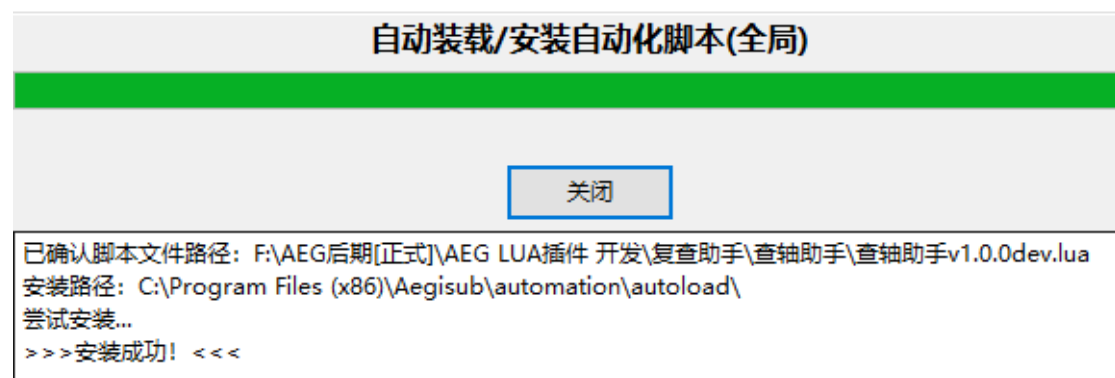 自动装载/安装自动化脚本(全局)
关闭
已确认脚本文件路径：F:\AEG后期[正式]\AEG LUA插件 开发\复查助手\查轴助手\查轴助手v1.0.0dev.lua
安装路径：C:\Program Files (x86)\Aegisub\automation\autoload\
尝试安装...
>>>安装成功！<<<